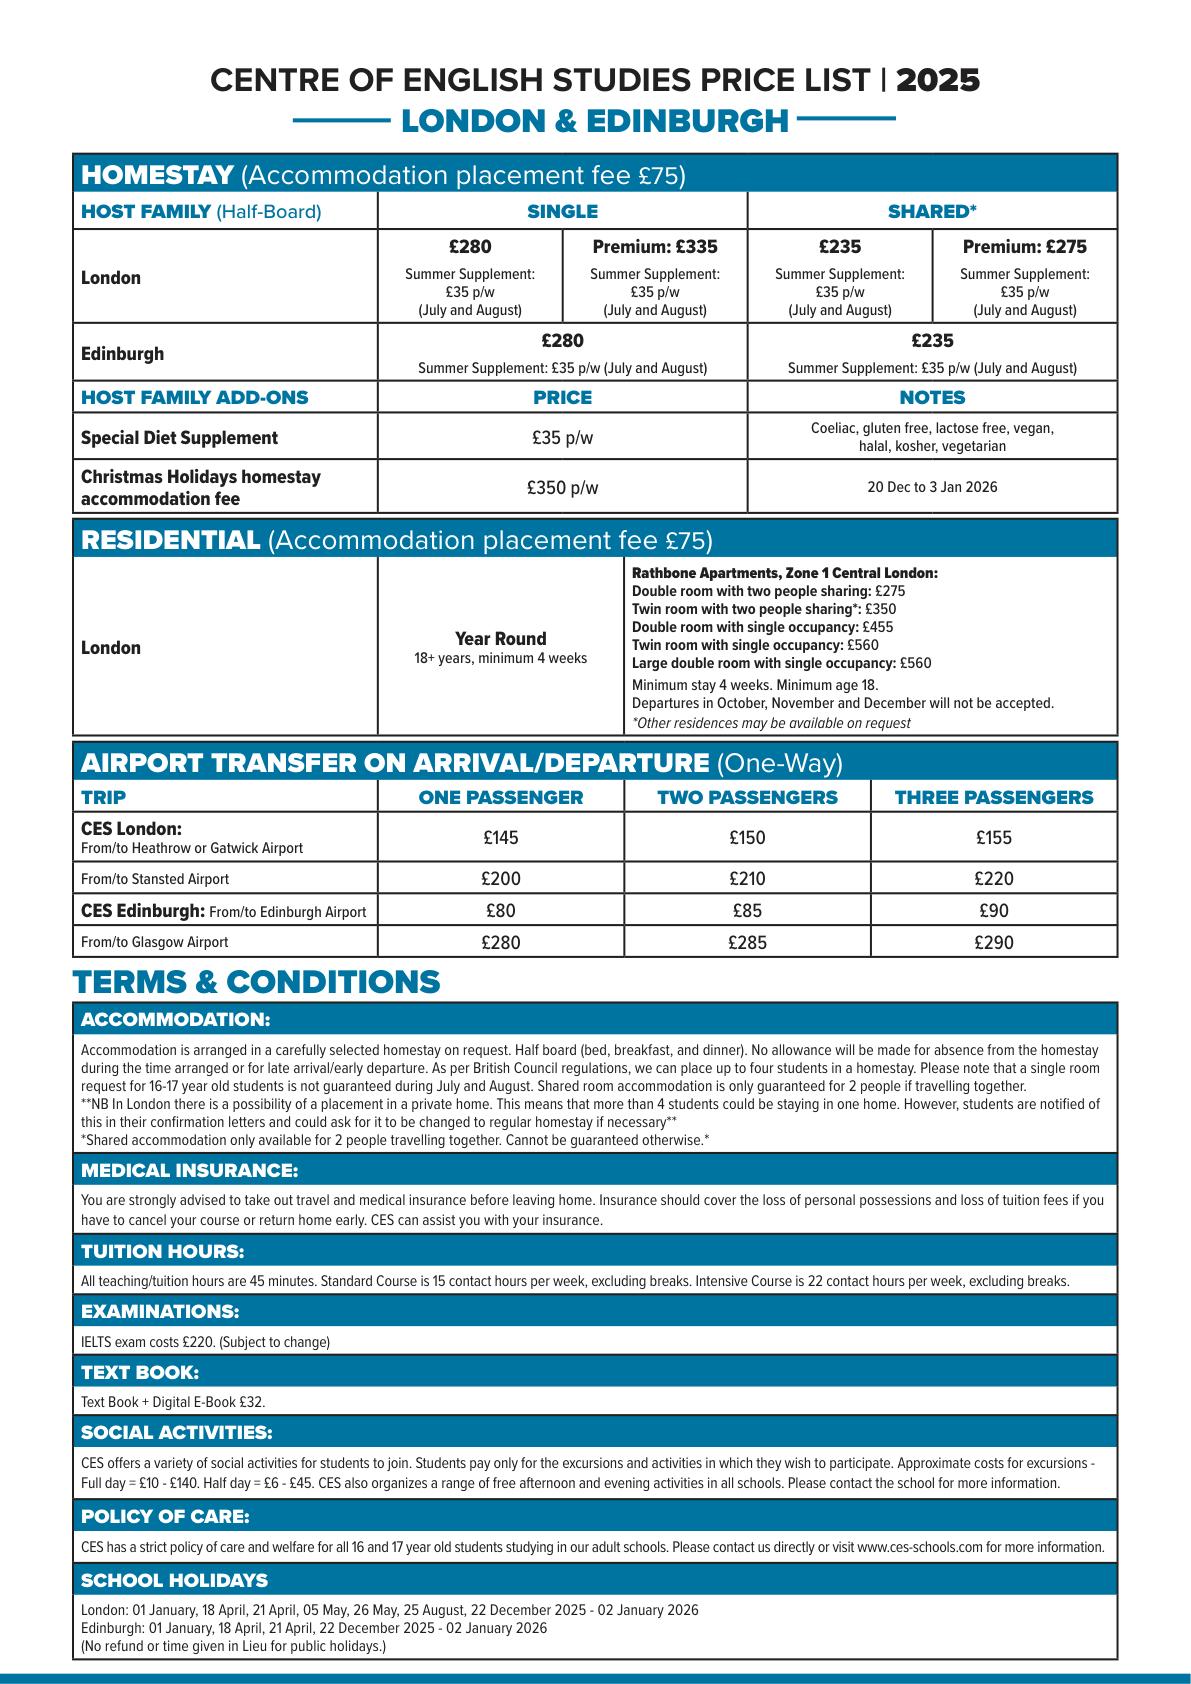 CENTRE OF ENGLISH STUDIES PRICE LIST | 2025
LONDON & EDINBURGH
HOMESTAY (Accommodation placement fee £75)
HOST FAMILY (Half-Board)
SINGLE
SHARED*
London
£280
Summer Supplement:
£35 p/w
(July and August)
Premium: £335
Summer Supplement:
£35 p/w
(July and August)
£235
Summer Supplement:
£35 p/w
(July and August)
Premium: £275
Summer Supplement:
£35 p/w
(July and August)
Edinburgh
£280
Summer Supplement: £35 p/w (July and August)
£235
Summer Supplement: £35 p/w (July and August)
HOST FAMILY ADD-ONS
PRICE
NOTES
Special Diet Supplement
£35 p/w
Coeliac, gluten free, lactose free, vegan,
halal, kosher, vegetarian
Christmas Holidays homestay
accommodation fee
£350 p/w
20 Dec to 3 Jan 2026
RESIDENTIAL (Accommodation placement fee £75)
London
Year Round
18+ years, minimum 4 weeks
Rathbone Apartments, Zone 1 Central London:
Double room with two people sharing: £275
Twin room with two people sharing*: £350
Double room with single occupancy: £455
Twin room with single occupancy: £560
Large double room with single occupancy: £560
Minimum stay 4 weeks. Minimum age 18.
Departures in October, November and December will not be accepted.
*Other residences may be available on request
AIRPORT TRANSFER ON ARRIVAL/DEPARTURE (One-Way)
TRIP
ONE PASSENGER
TWO PASSENGERS
THREE PASSENGERS
CES London:
From/to Heathrow or Gatwick Airport
£145
£150
£155
From/to Stansted Airport
£200
£210
£220
CES Edinburgh: From/to Edinburgh Airport
£80
£85
£90
From/to Glasgow Airport
£280
£285
£290
TERMS & CONDITIONS
ACCOMMODATION:
Accommodation is arranged in a carefully selected homestay on request. Half board (bed, breakfast, and dinner). No allowance will be made for absence from the homestay
during the time arranged or for late arrival/early departure. As per British Council regulations, we can place up to four students in a homestay. Please note that a single room
request for 16-17 year old students is not guaranteed during July and August. Shared room accommodation is only guaranteed for 2 people if travelling together.
**NB In London there is a possibility of a placement in a private home. This means that more than 4 students could be staying in one home. However, students are notified of
this in their confirmation letters and could ask for it to be changed to regular homestay if necessary**
*Shared accommodation only available for 2 people travelling together. Cannot be guaranteed otherwise.*
MEDICAL INSURANCE:
You are strongly advised to take out travel and medical insurance before leaving home. Insurance should cover the loss of personal possessions and loss of tuition fees if you
have to cancel your course or return home early. CES can assist you with your insurance.
TUITION HOURS:
All teaching/tuition hours are 45 minutes. Standard Course is 15 contact hours per week, excluding breaks. Intensive Course is 22 contact hours per week, excluding breaks.
EXAMINATIONS:
IELTS exam costs £220. (Subject to change)
TEXT BOOK:
Text Book + Digital E-Book £32.
SOCIAL ACTIVITIES:
CES offers a variety of social activities for students to join. Students pay only for the excursions and activities in which they wish to participate. Approximate costs for excursions -
Full day = £10 - £140. Half day = £6 - £45. CES also organizes a range of free afternoon and evening activities in all schools. Please contact the school for more information.
POLICY OF CARE:
CES has a strict policy of care and welfare for all 16 and 17 year old students studying in our adult schools. Please contact us directly or visit www.ces-schools.com for more information.
SCHOOL HOLIDAYS
London: 01 January, 18 April, 21 April, 05 May, 26 May, 25 August, 22 December 2025 - 02 January 2026
Edinburgh: 01 January, 18 April, 21 April, 22 December 2025 - 02 January 2026
(No refund or time given in Lieu for public holidays.)